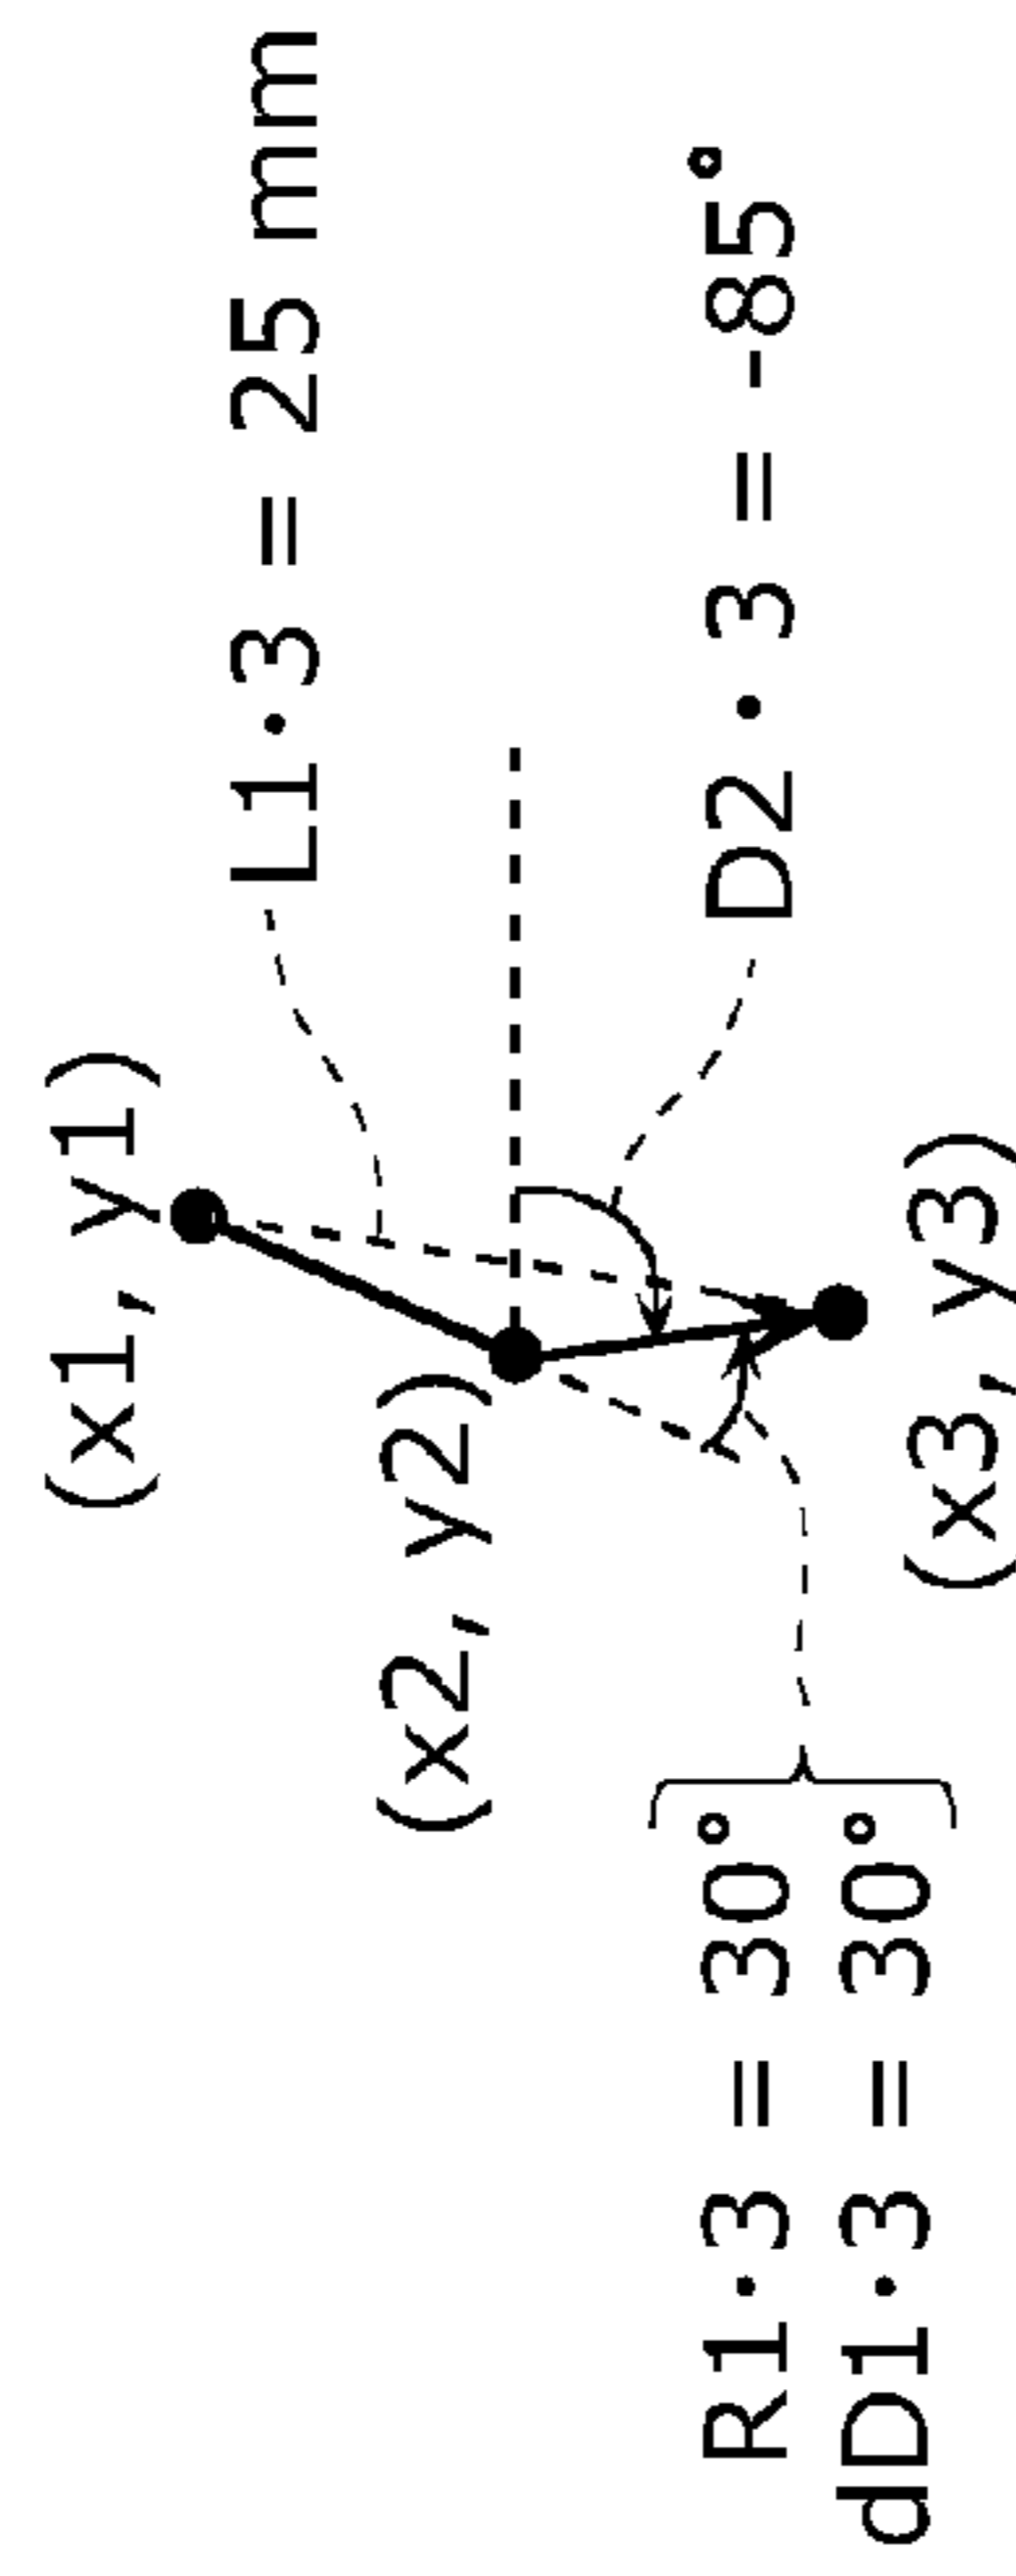 (x1, y1)
L1·3 = 25 mm
(x2, y2)
R1·3 = 30°
dD1·3 = 30°
D2·3 = -85°
(x3, y3)